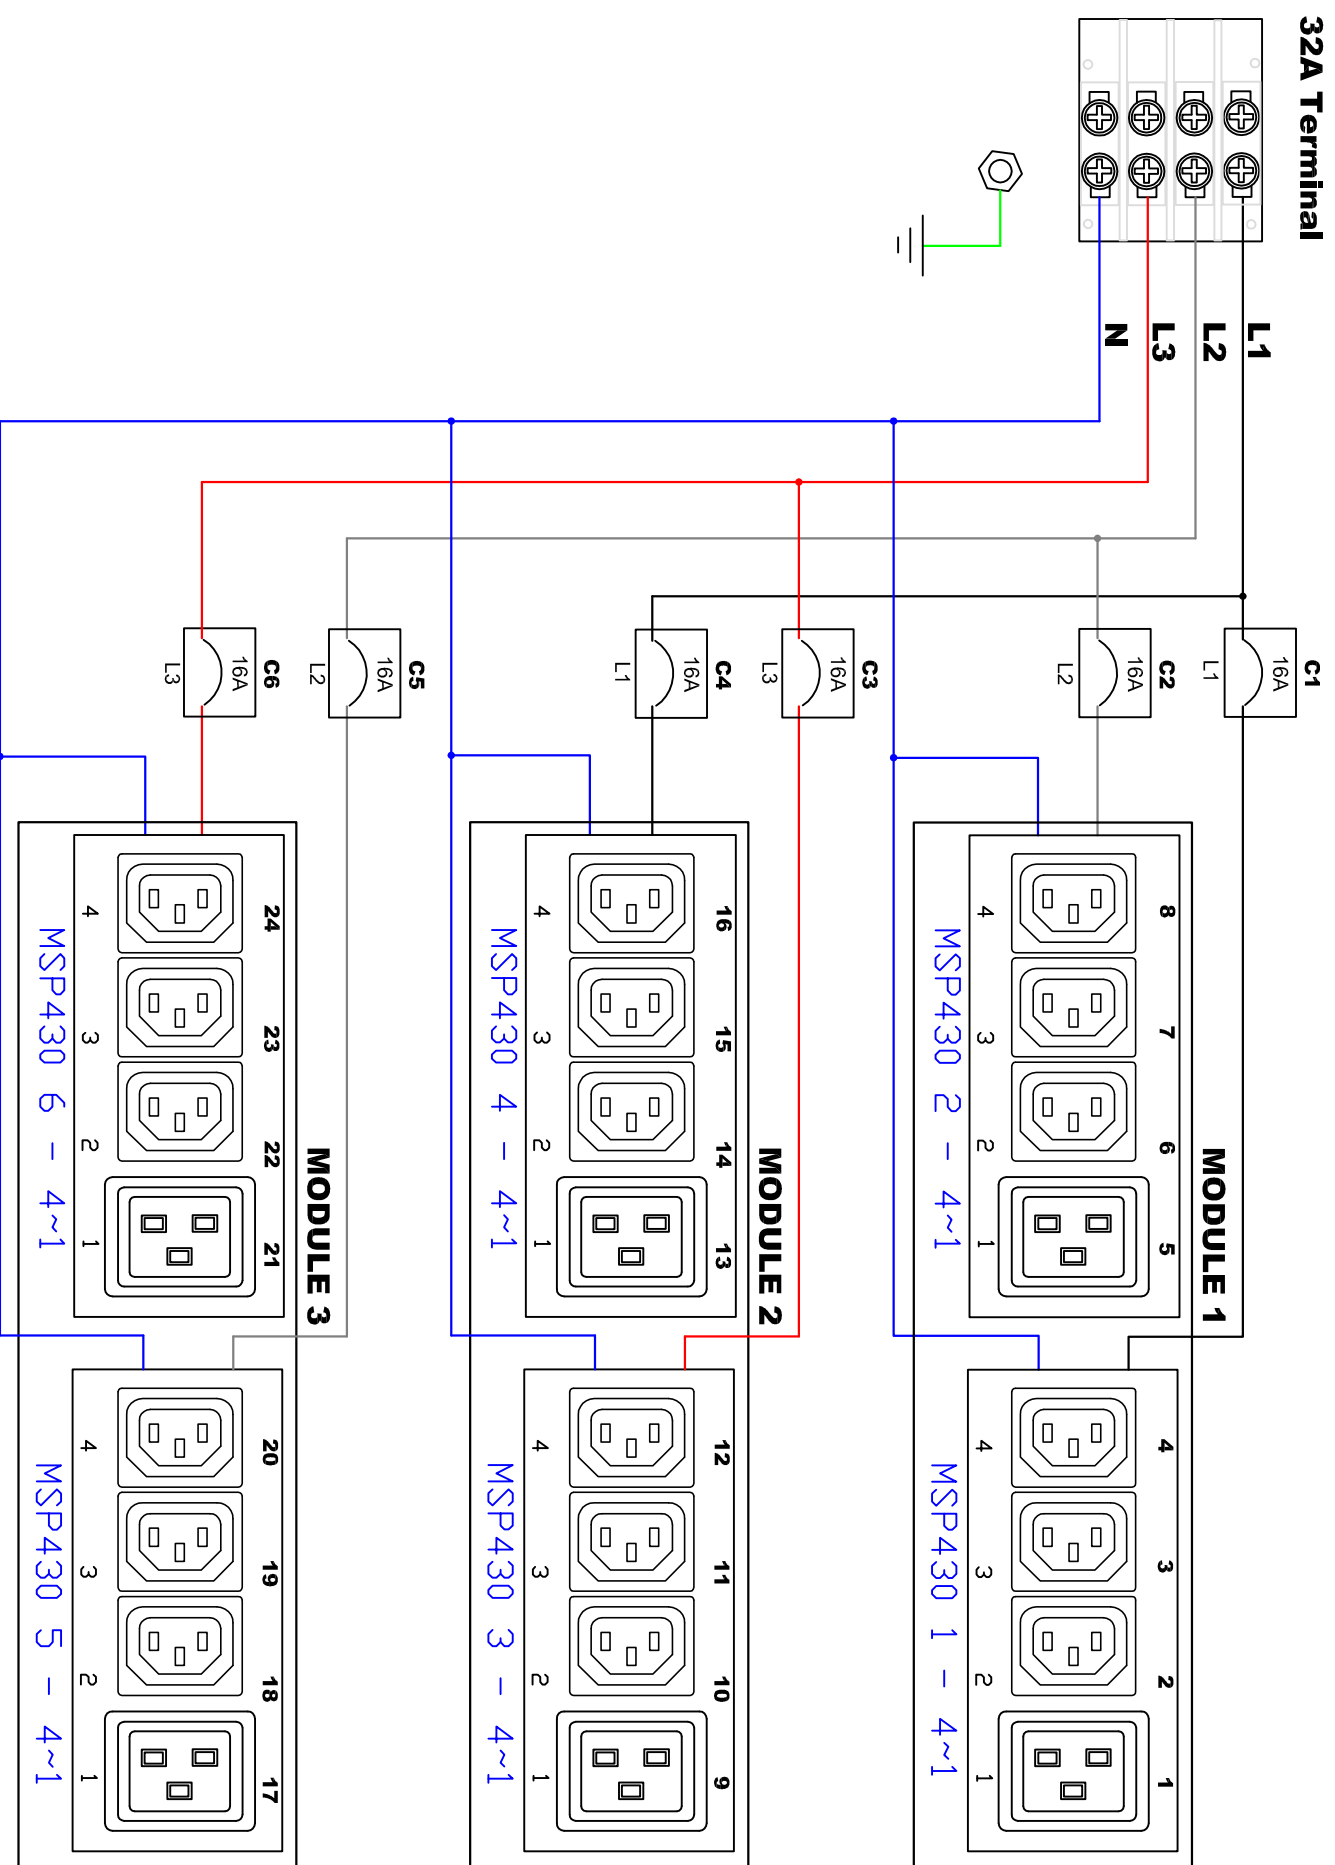 32A Terminal
L1
L2
L3
N
C1
16A
L1
C2
16A
L2
C3
16A
L3
C4
16A
L1
C5
16A
L2
C6
16A
L3
MODULE 1
8
7
6
5
4
3
2
1
MSP430 2 - 4~1
4
3
2
1
4
3
2
1
MSP430 1 - 4~1
MODULE 2
16
15
14
13
4
3
2
1
MSP430 4 - 4~1
12
11
10
9
4
3
2
1
MSP430 3 - 4~1
MODULE 3
24
23
22
21
4
3
2
1
MSP430 6 - 4~1
20
19
18
17
4
3
2
1
MSP430 5 - 4~1